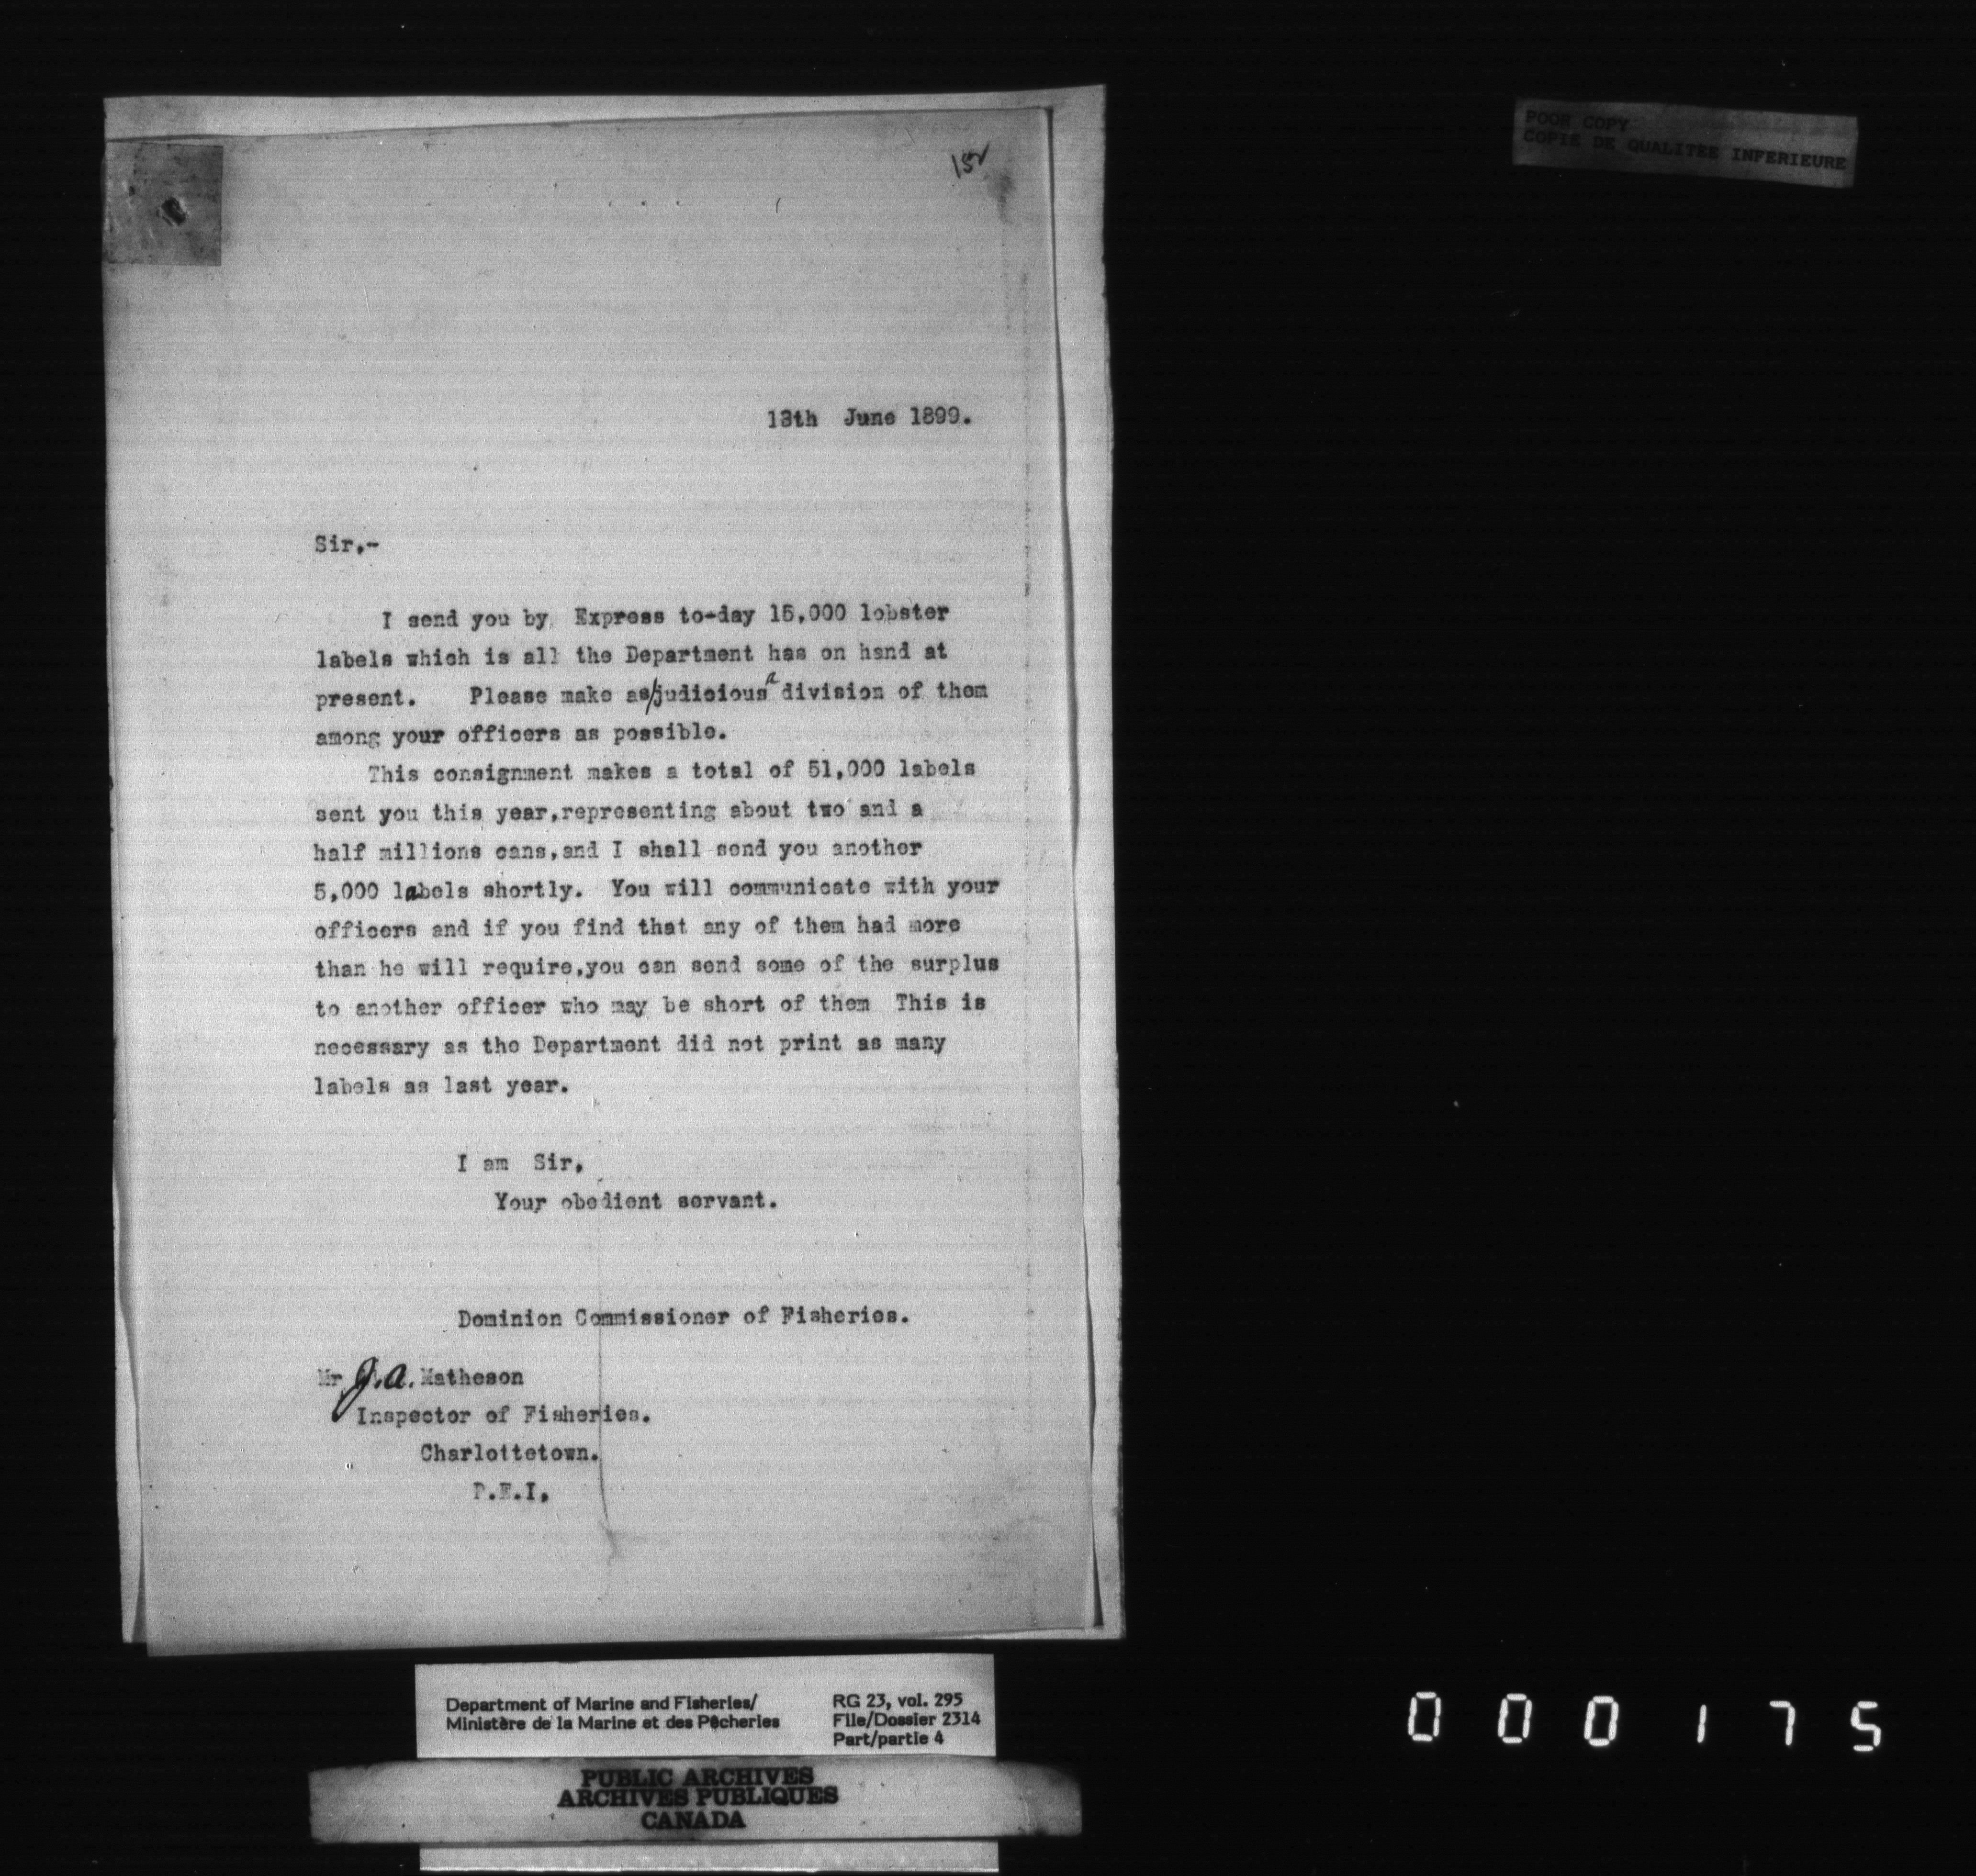 POOR COPY
COPIE DE QUALITEE INFERIEURE
13th June 1899.
Sir,-
I send you by Express to-day 15,000 lobster
labels which is all the Department has on hand at
present. Please make as/judicious a division of them
among your officers as possible.
This consignment makes a total of 51,000 labels
sent you this year,representing about two and a
half millions cans,and I shall send you another
5,000 labels shortly. You will communicate with your
officers and if you find that any of them had more
than he will require,you can send some of the surplus
to another officer who may be short of them This is
necessary as the Department did not print as many
labels as last year.
I am Sir,
Your obedient servant.
Dominion Commissioner of Fisheries.
Mr J.A. Matheson
Inspector of Fisheries.
Charlottetown.
P.E.I.
Department of Marine and Fisheries/
Ministère de la Marine et des Pêcheries
RG 23, vol. 295
File/Dossier 2314
Part/partie 4
PUBLIC ARCHIVES
ARCHIVES PUBLIQUES
CANADA
000175